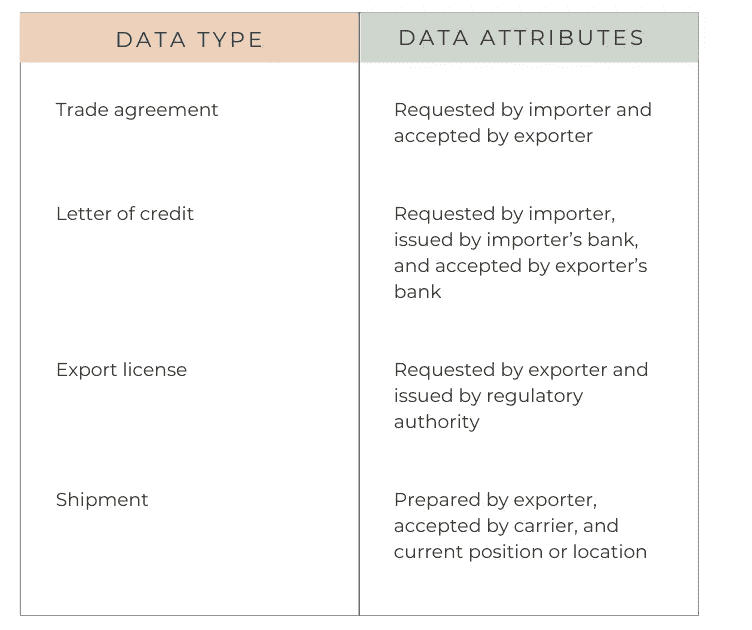 DATA TYPE
DATA ATTRIBUTES
Trade agreement
Requested by importer and
accepted by exporter
Letter of credit
Requested by importer,
issued by importer’s bank,
and accepted by exporter’s
bank
Export license
Requested by exporter and
issued by regulatory
authority
Shipment
Prepared by exporter,
accepted by carrier, and
current position or location